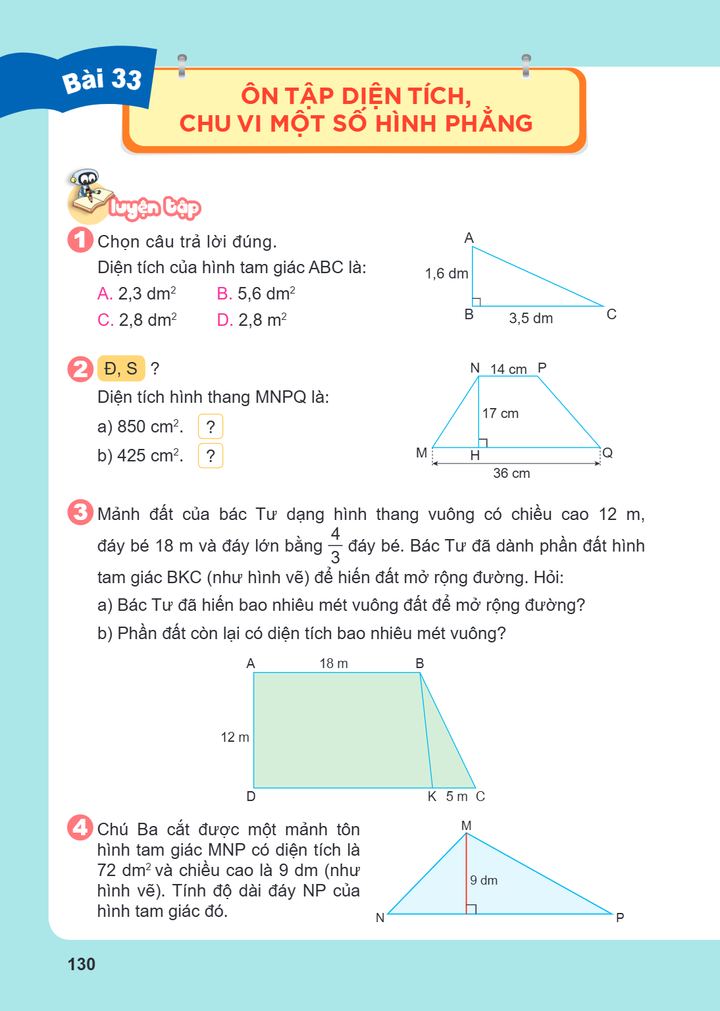 Bài 33
ÔN TẬP DIỆN TÍCH,
CHU VI MỘT SỐ HÌNH PHẲNG
luyện tập
1 Chọn câu trả lời đúng.
Diện tích của hình tam giác ABC là:
A. 2,3 dm² B. 5,6 dm²
C. 2,8 dm² D. 2,8 m²
A
1,6 dm
B 3,5 dm C
2 Đ, S ?
Diện tích hình thang MNPQ là:
a) 850 cm². ?
b) 425 cm². ?
N 14 cm P
17 cm
M H Q
36 cm
3 Mảnh đất của bác Tư dạng hình thang vuông có chiều cao 12 m,
đáy bé 18 m và đáy lớn bằng 4/3 đáy bé. Bác Tư đã dành phần đất hình
tam giác BKC (như hình vẽ) để hiến đất mở rộng đường. Hỏi:
a) Bác Tư đã hiến bao nhiêu mét vuông đất để mở rộng đường?
b) Phần đất còn lại có diện tích bao nhiêu mét vuông?
A 18 m B
12 m
D K 5 m C
4 Chú Ba cắt được một mảnh tôn
hình tam giác MNP có diện tích là
72 dm² và chiều cao là 9 dm (như
hình vẽ). Tính độ dài đáy NP của
hình tam giác đó.
M
9 dm
N P
130